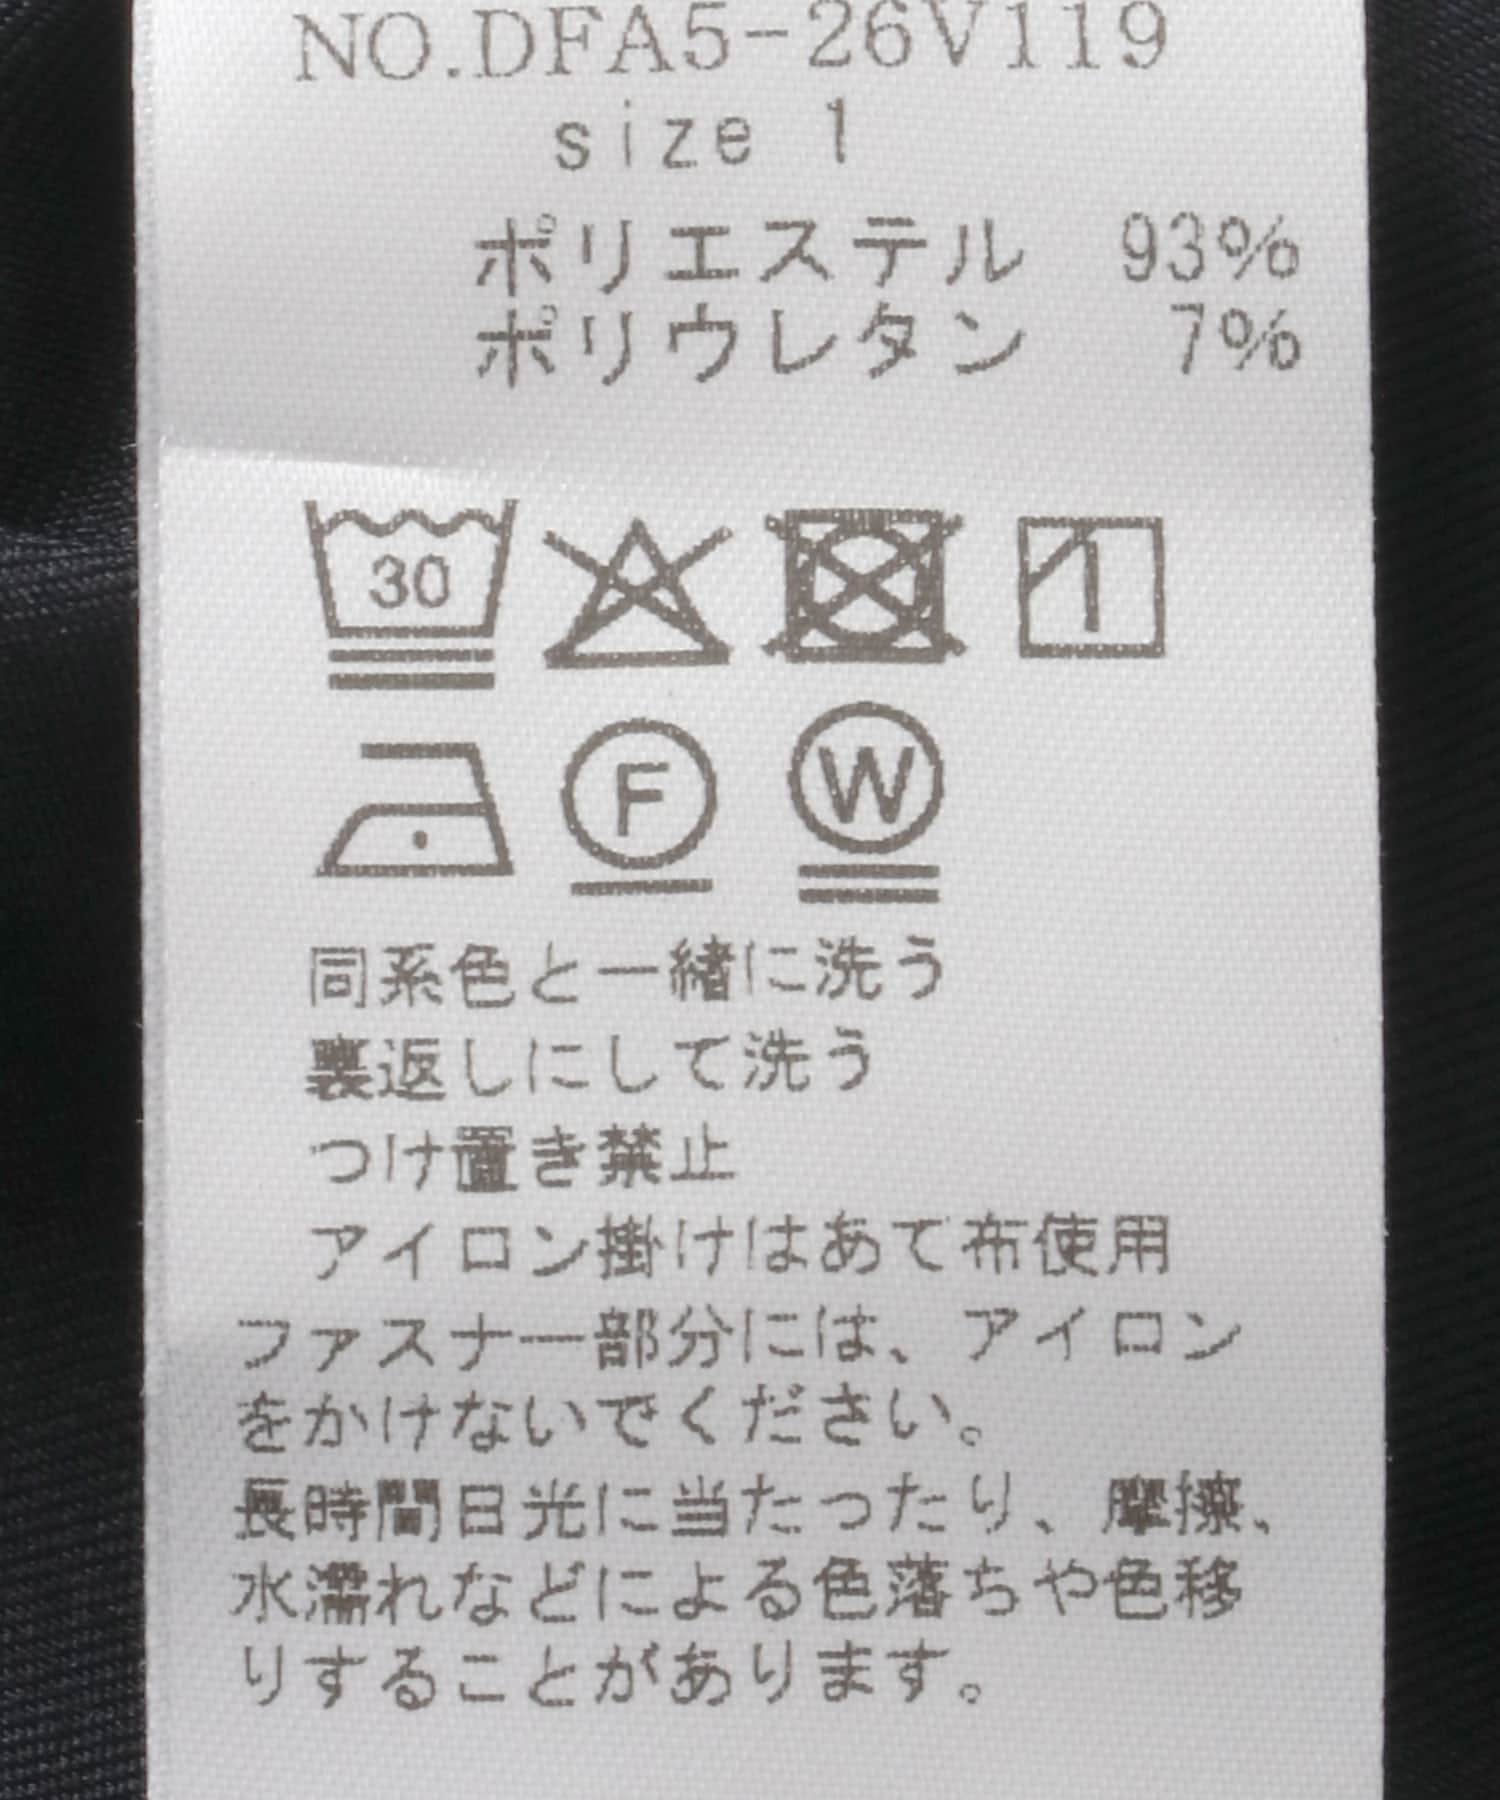 NO.DFA5-26V119
size 1
ポリエステル 93%
ポリウレタン 7%
30
F W
同系色と一緒に洗う
裏返しにして洗う
つけ置き禁止
アイロン掛けはあて布使用
ファスナー部分には、アイロン
をかけないでください。
長時間日光に当たったり、摩擦、
水濡れなどによる色落ちや色移
りすることがあります。